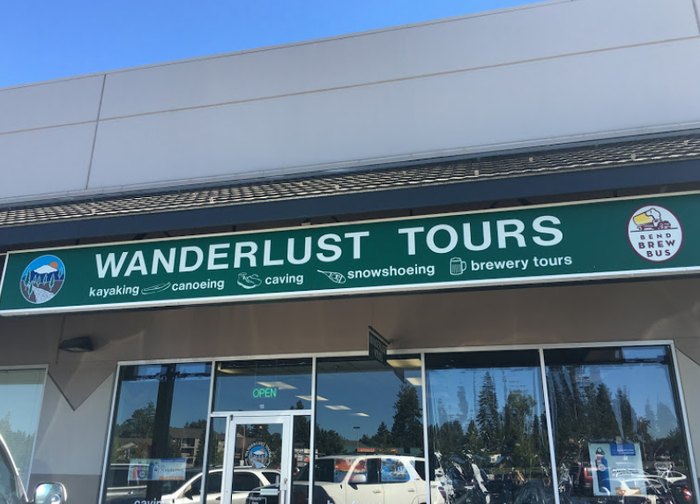 WANDERLUST TOURS
kayaking canoeing caving snowshoeing brewery tours
BEND
BREW
BUS
OPEN